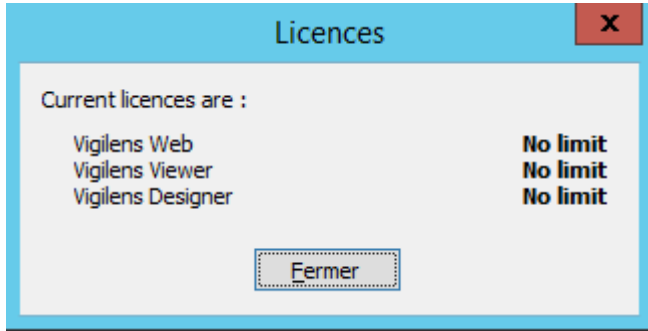 Licences
x
Current licences are :
Vigilens Web No limit
Vigilens Viewer No limit
Vigilens Designer No limit
Fermer